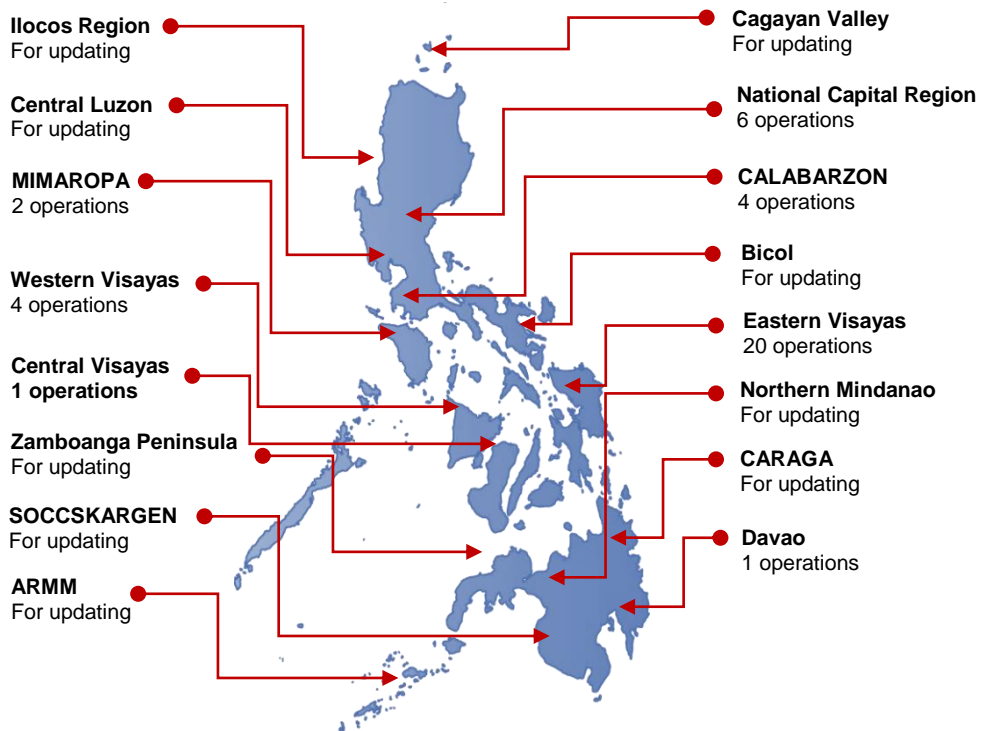 Ilocos Region
For updating
Central Luzon
For updating
MIMAROPA
2 operations
Western Visayas
4 operations
Central Visayas
1 operations
Zamboanga Peninsula
For updating
SOCCSKARGEN
For updating
ARMM
For updating
Cagayan Valley
For updating
National Capital Region
6 operations
CALABARZON
4 operations
Bicol
For updating
Eastern Visayas
20 operations
Northern Mindanao
For updating
CARAGA
For updating
Davao
1 operations